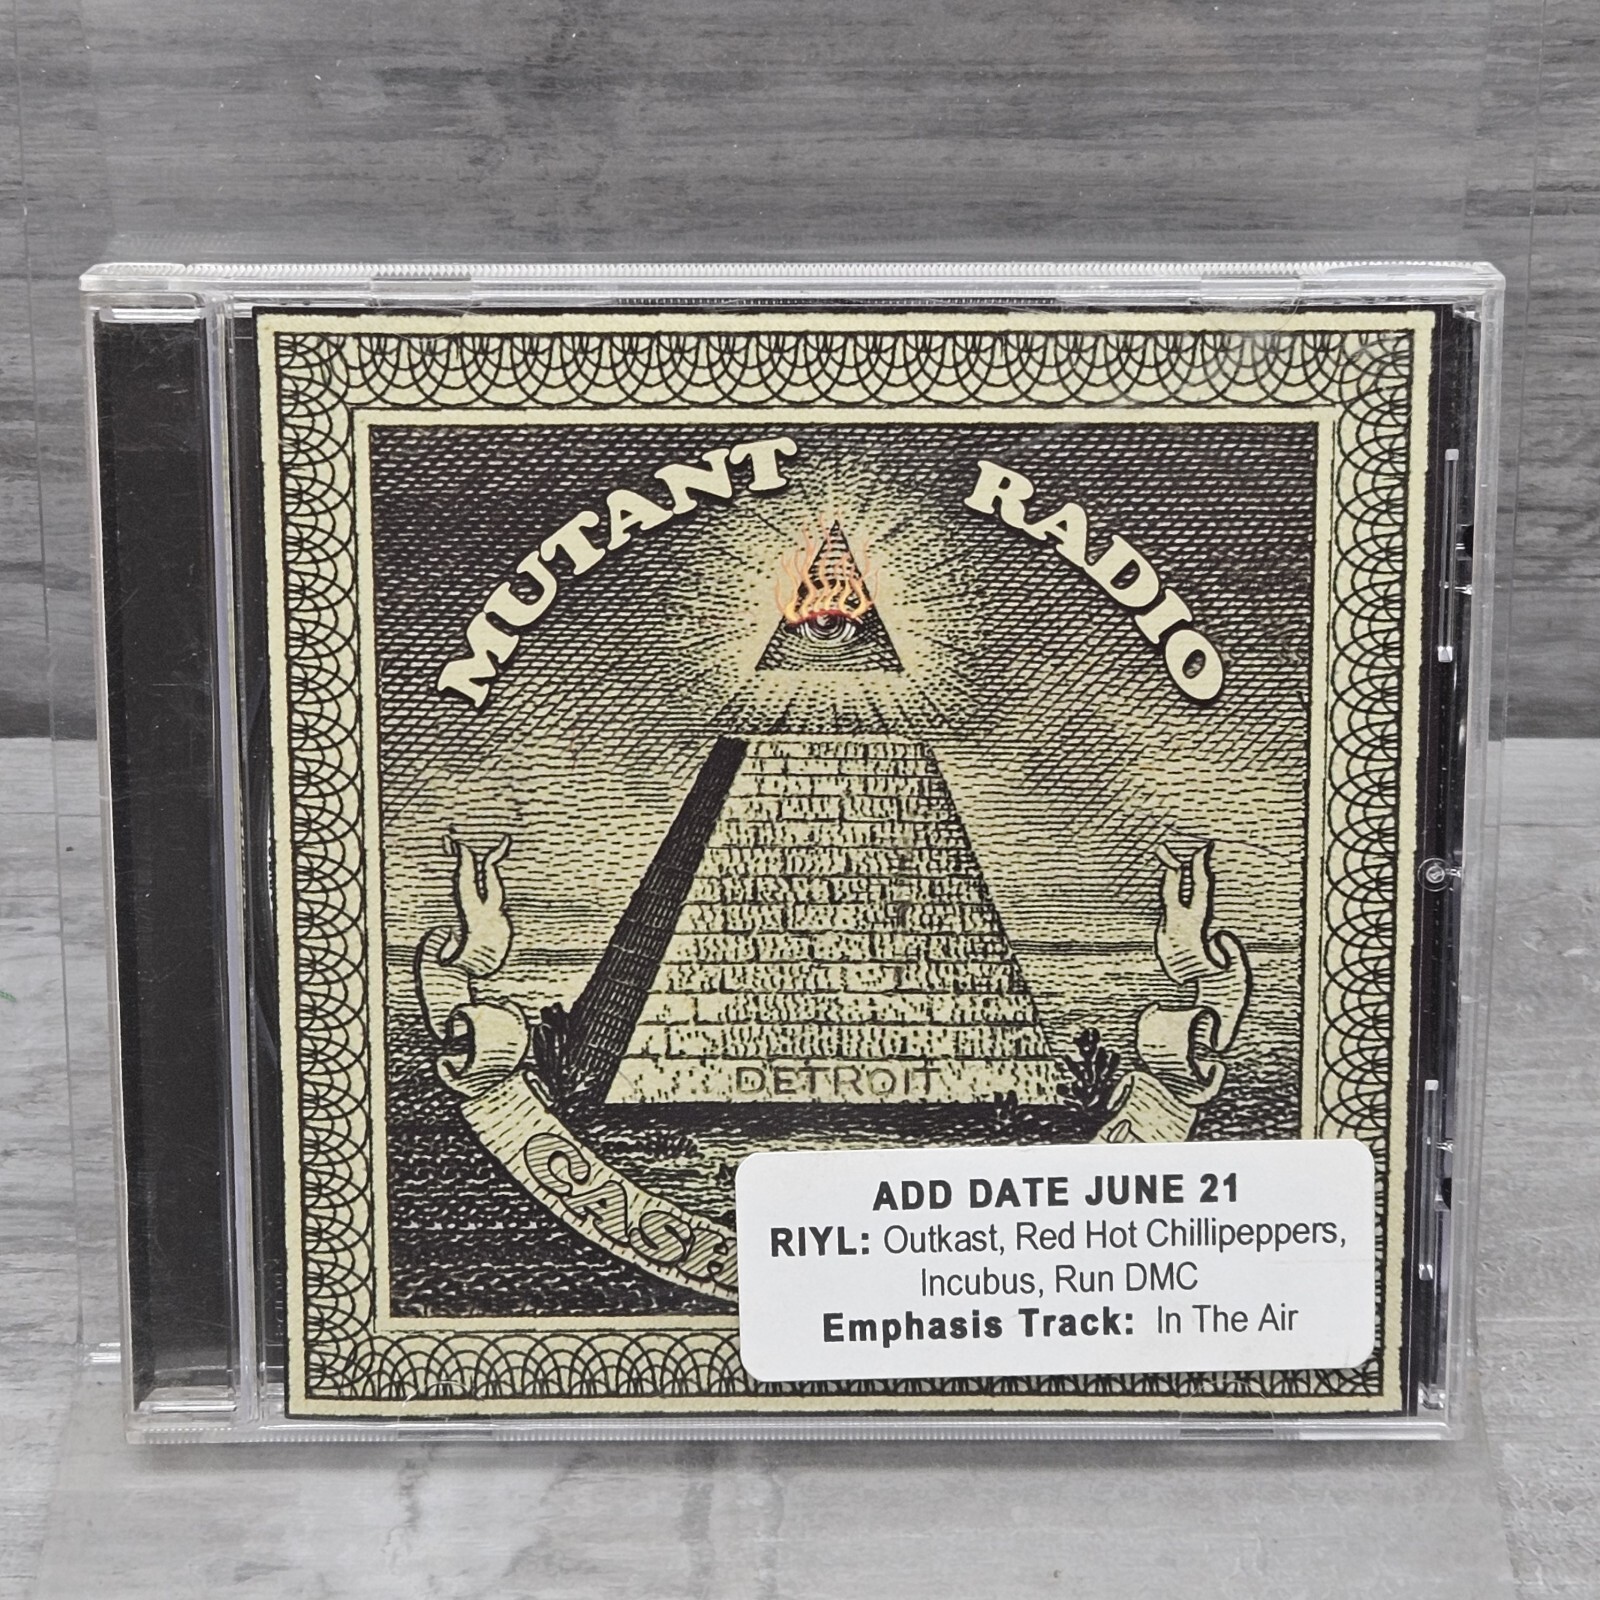 MUTANT RADIO
DETROIT
ADD DATE JUNE 21
RIYL: Outkast, Red Hot Chillipeppers,
Incubus, Run DMC
Emphasis Track: In The Air